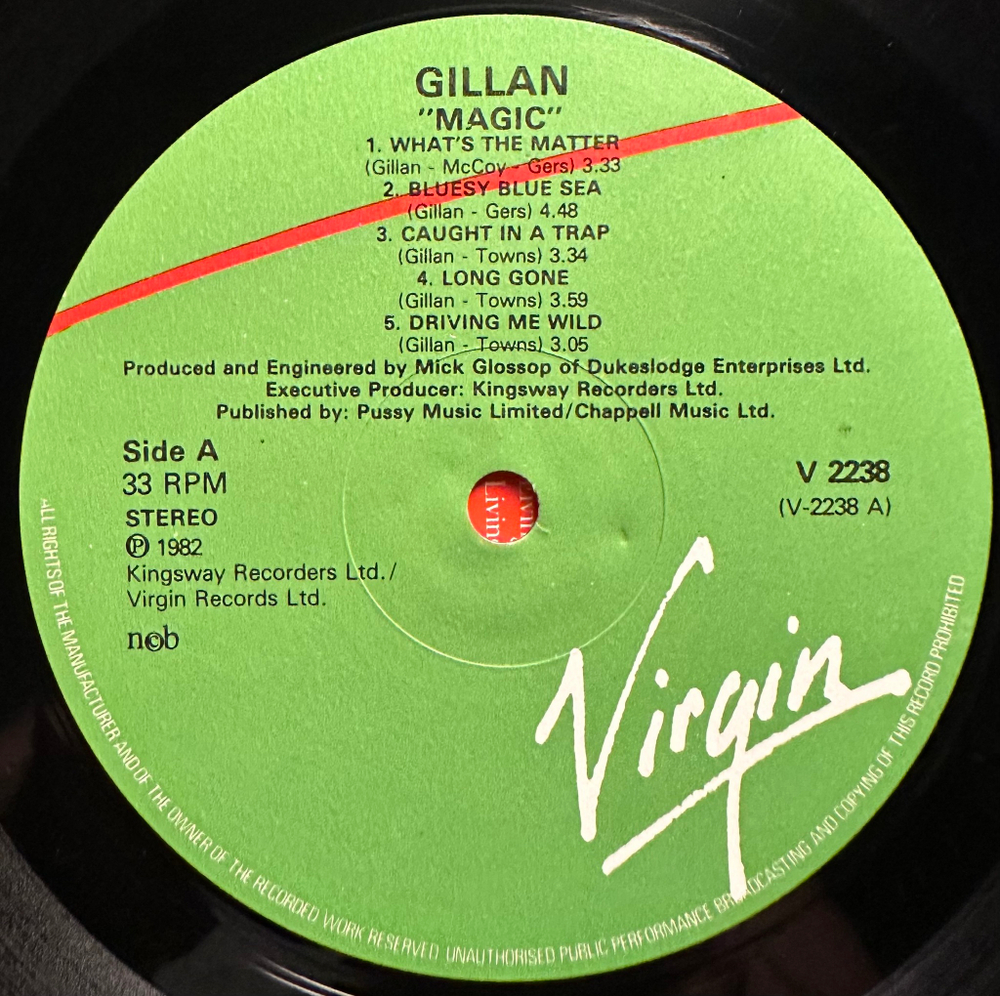 GILLAN
"MAGIC"
1. WHAT'S THE MATTER
(Gillan - McCoy - Gers) 3.33
2. BLUESY BLUE SEA
(Gillan - Gers) 4.48
3. CAUGHT IN A TRAP
(Gillan - Towns) 3.34
4. LONG GONE
(Gillan - Towns) 3.59
5. DRIVING ME WILD
(Gillan - Towns) 3.05
Produced and Engineered by Mick Glossop of Dukeslodge Enterprises Ltd.
Executive Producer: Kingsway Recorders Ltd.
Published by: Pussy Music Limited/Chappell Music Ltd.
Side A
33 RPM
STEREO
Ⓟ 1982
Kingsway Recorders Ltd./
Virgin Records Ltd.
n©b
V 2238
(V-2238 A)
Virgin
ALL RIGHTS OF THE MANUFACTURER AND OF THE OWNER OF THE RECORDED WORK RESERVED UNAUTHORISED PUBLIC PERFORMANCE BROADCASTING AND COPYING OF THIS RECORD PROHIBITED